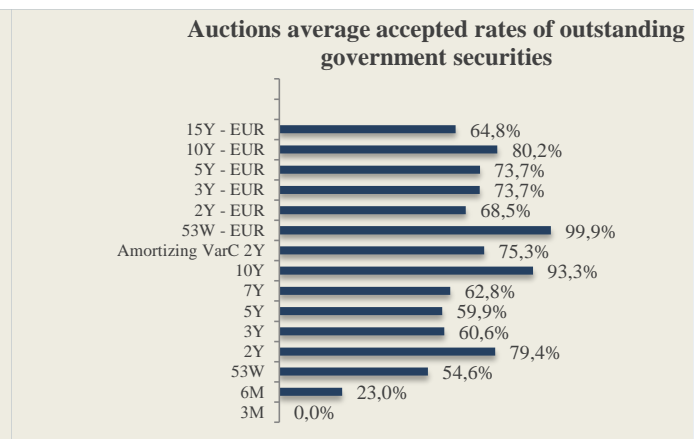 Auctions average accepted rates of outstanding
government securities
15Y - EUR 64,8%
10Y - EUR 80,2%
5Y - EUR 73,7%
3Y - EUR 73,7%
2Y - EUR 68,5%
53W - EUR 99,9%
Amortizing VarC 2Y 75,3%
10Y 93,3%
7Y 62,8%
5Y 59,9%
3Y 60,6%
2Y 79,4%
53W 54,6%
6M 23,0%
3M 0,0%